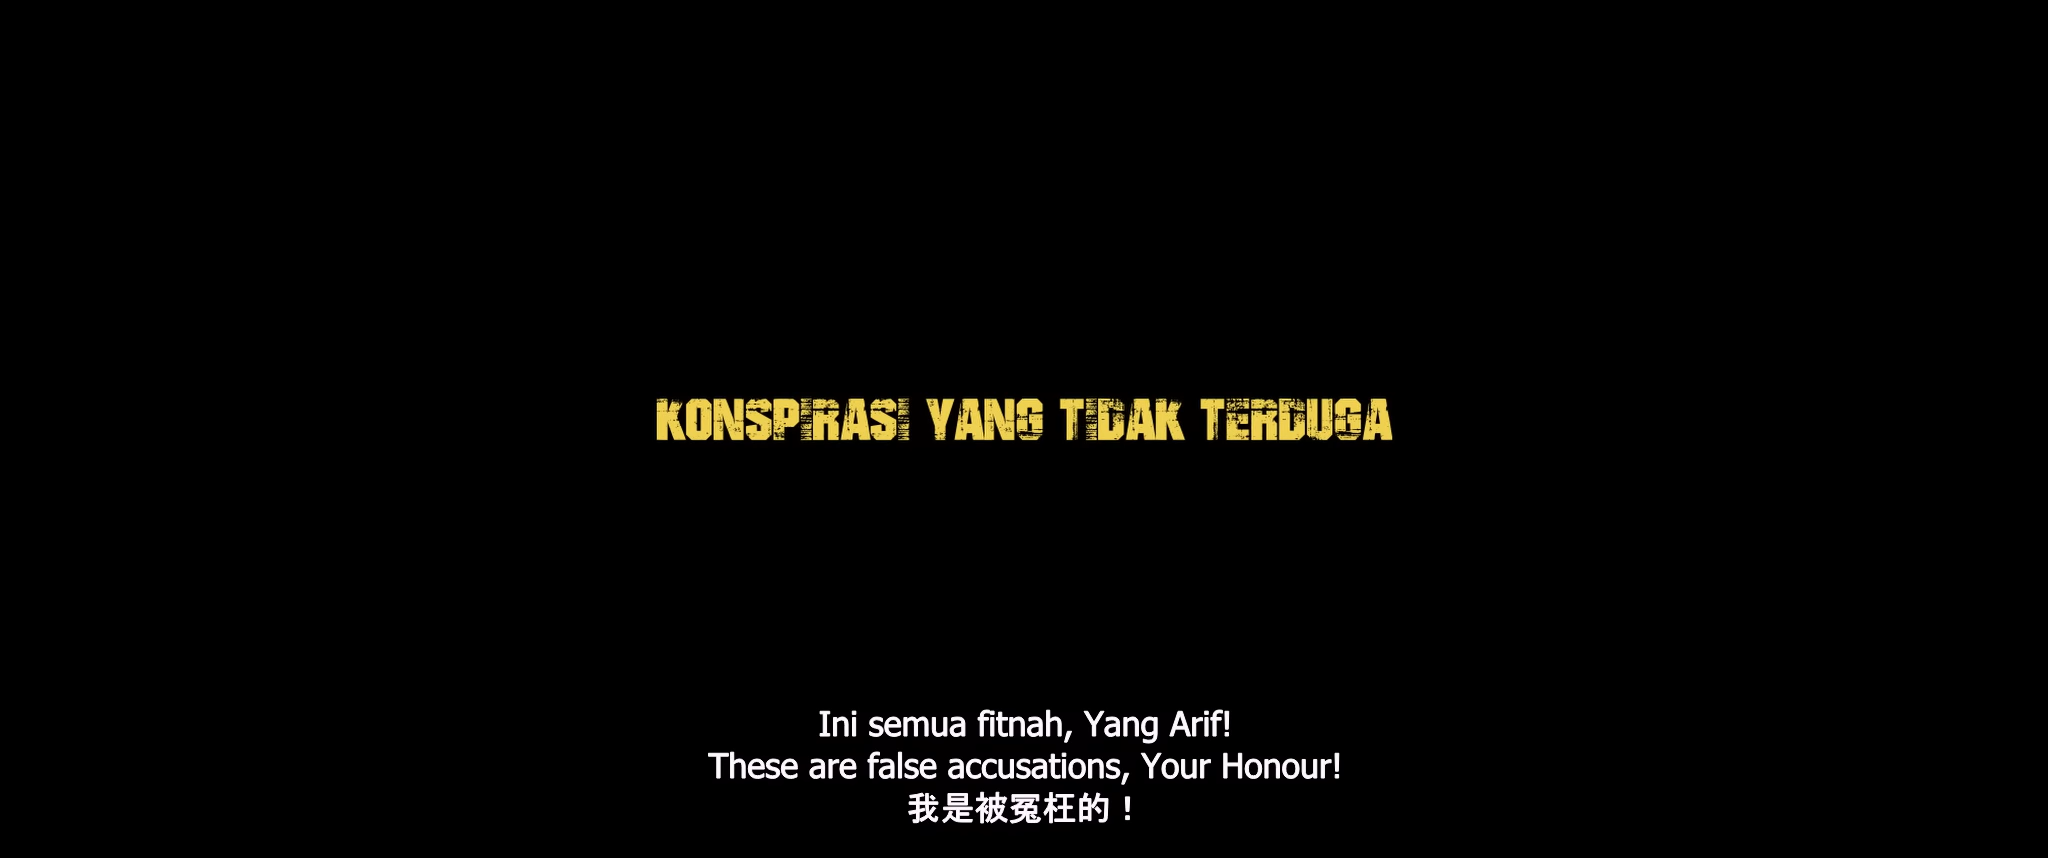 KONSPIRASI YANG TIDAK TERDUGA
Ini semua fitnah, Yang Arif!
These are false accusations, Your Honour!
我是被冤枉的！